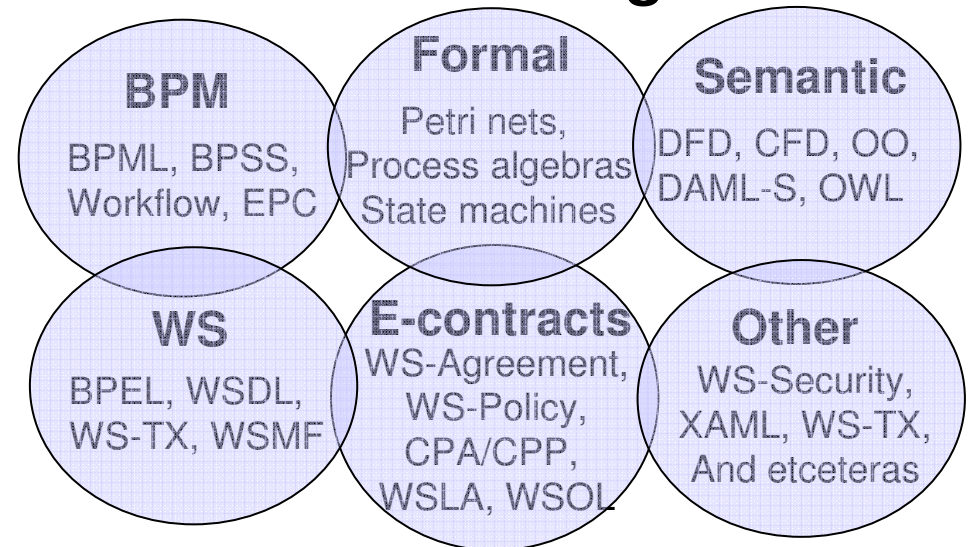 BPM
BPML, BPSS,
Workflow, EPC
Formal
Petri nets,
Process algebras
State machines
Semantic
DFD, CFD, OO,
DAML-S, OWL
WS
BPEL, WSDL,
WS-TX, WSMF
E-contracts
WS-Agreement,
WS-Policy,
CPA/CPP,
WSLA, WSOL
Other
WS-Security,
XAML, WS-TX,
And etceteras